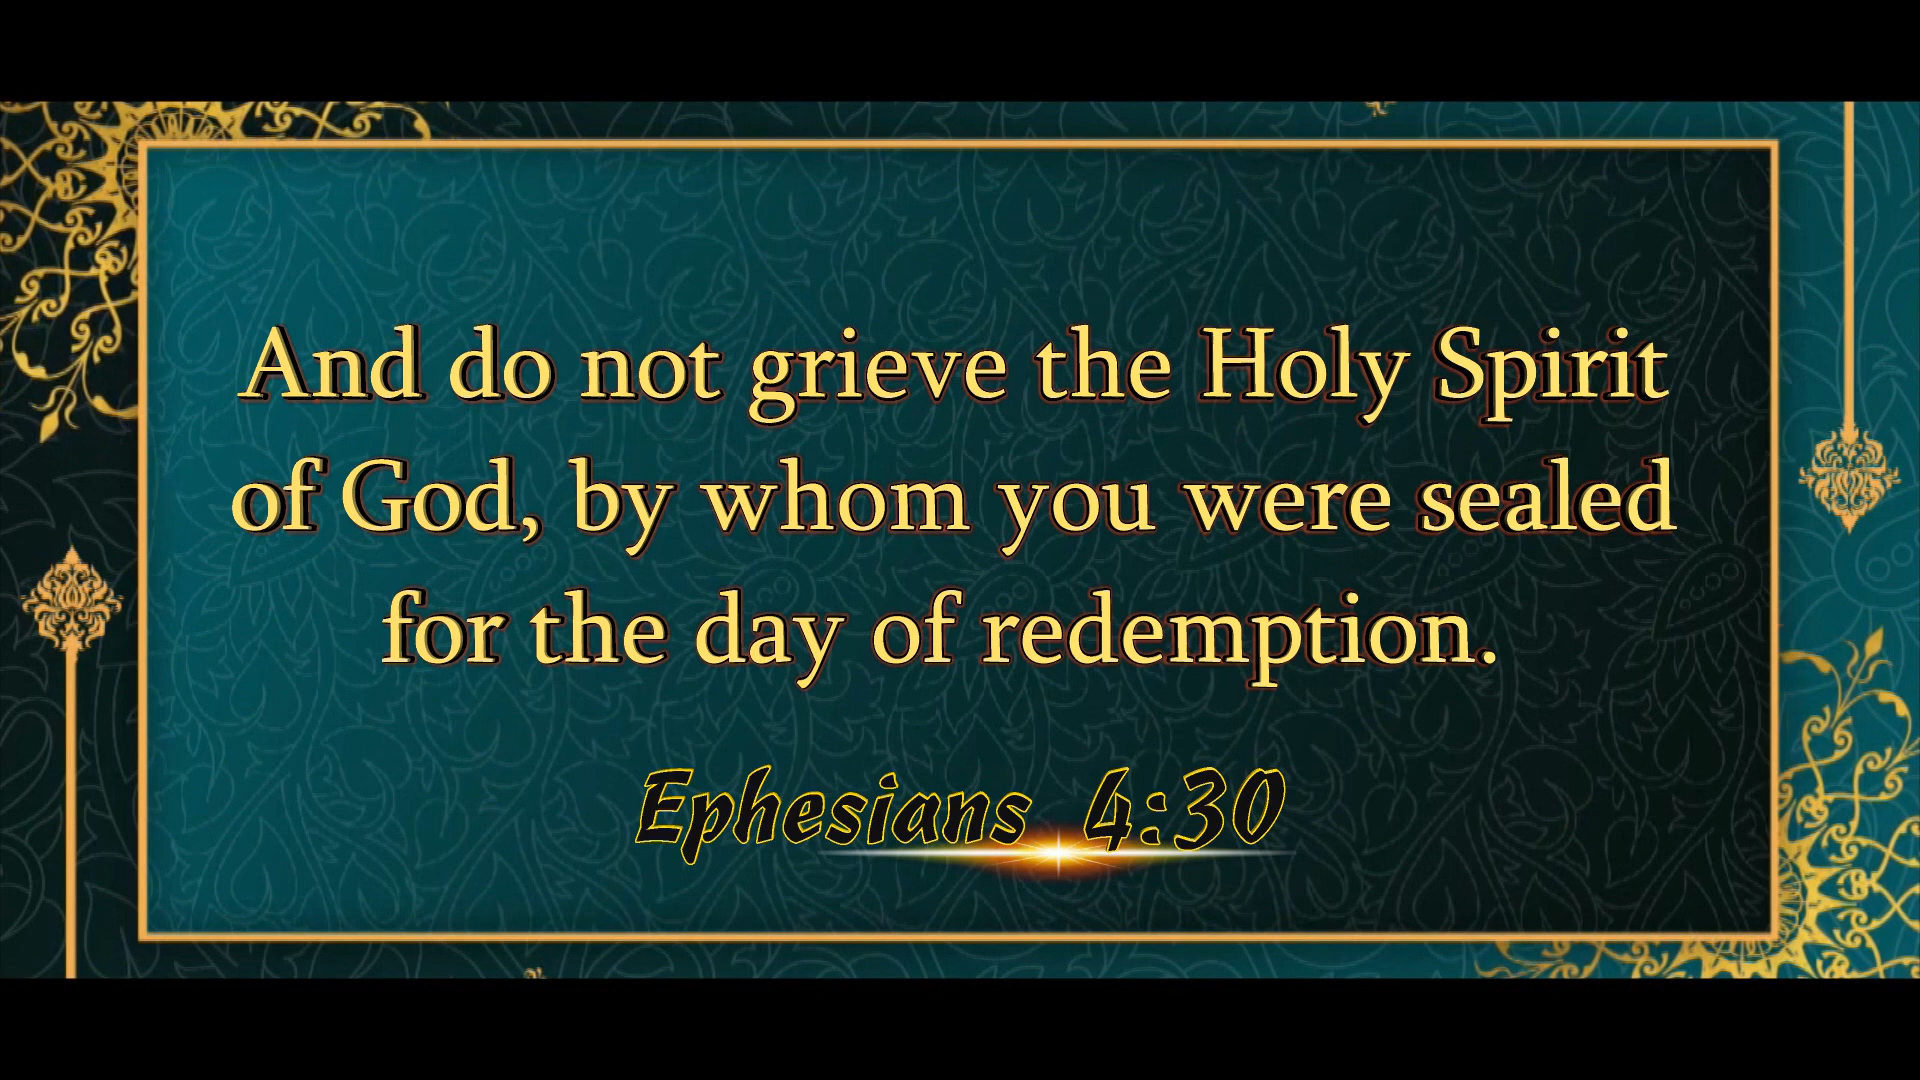 And do not grieve the Holy Spirit
of God, by whom you were sealed
for the day of redemption.
Ephesians 4:30